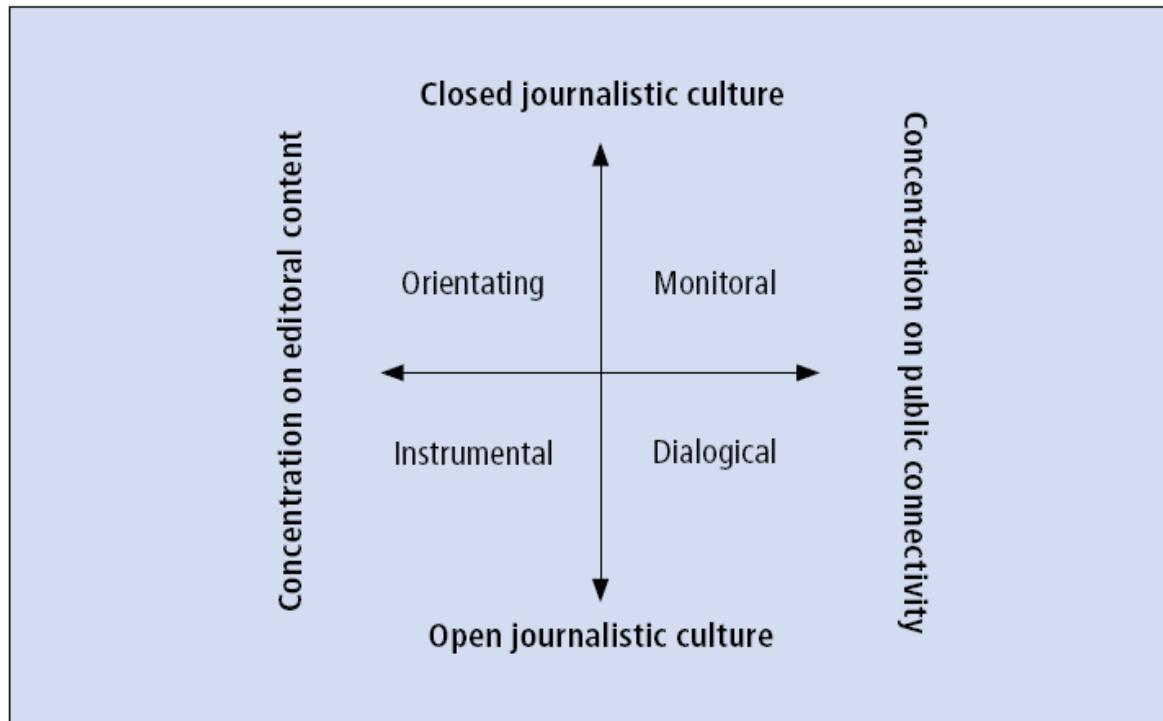 Closed journalistic culture
Concentration on editoral content
Concentration on public connectivity
Orientating
Monitoral
Instrumental
Dialogical
Open journalistic culture